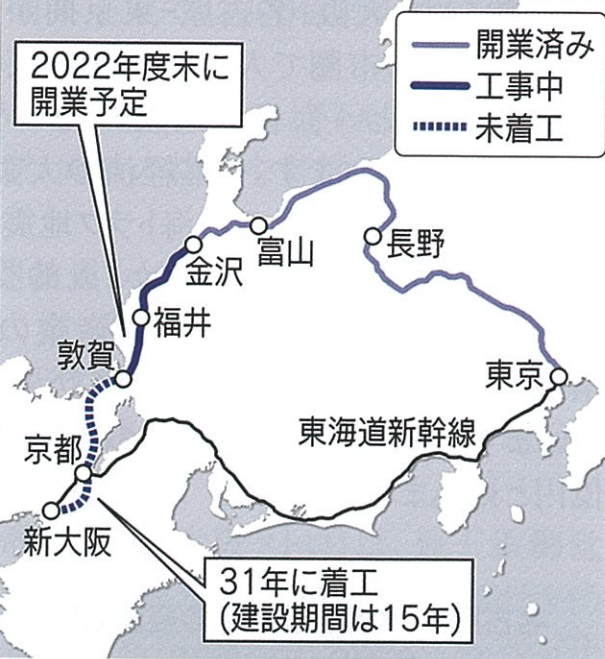 開業済み
工事中
未着工
2022年度末に
開業予定
金沢
富山
長野
福井
敦賀
東京
東海道新幹線
京都
新大阪
31年に着工
(建設期間は15年)